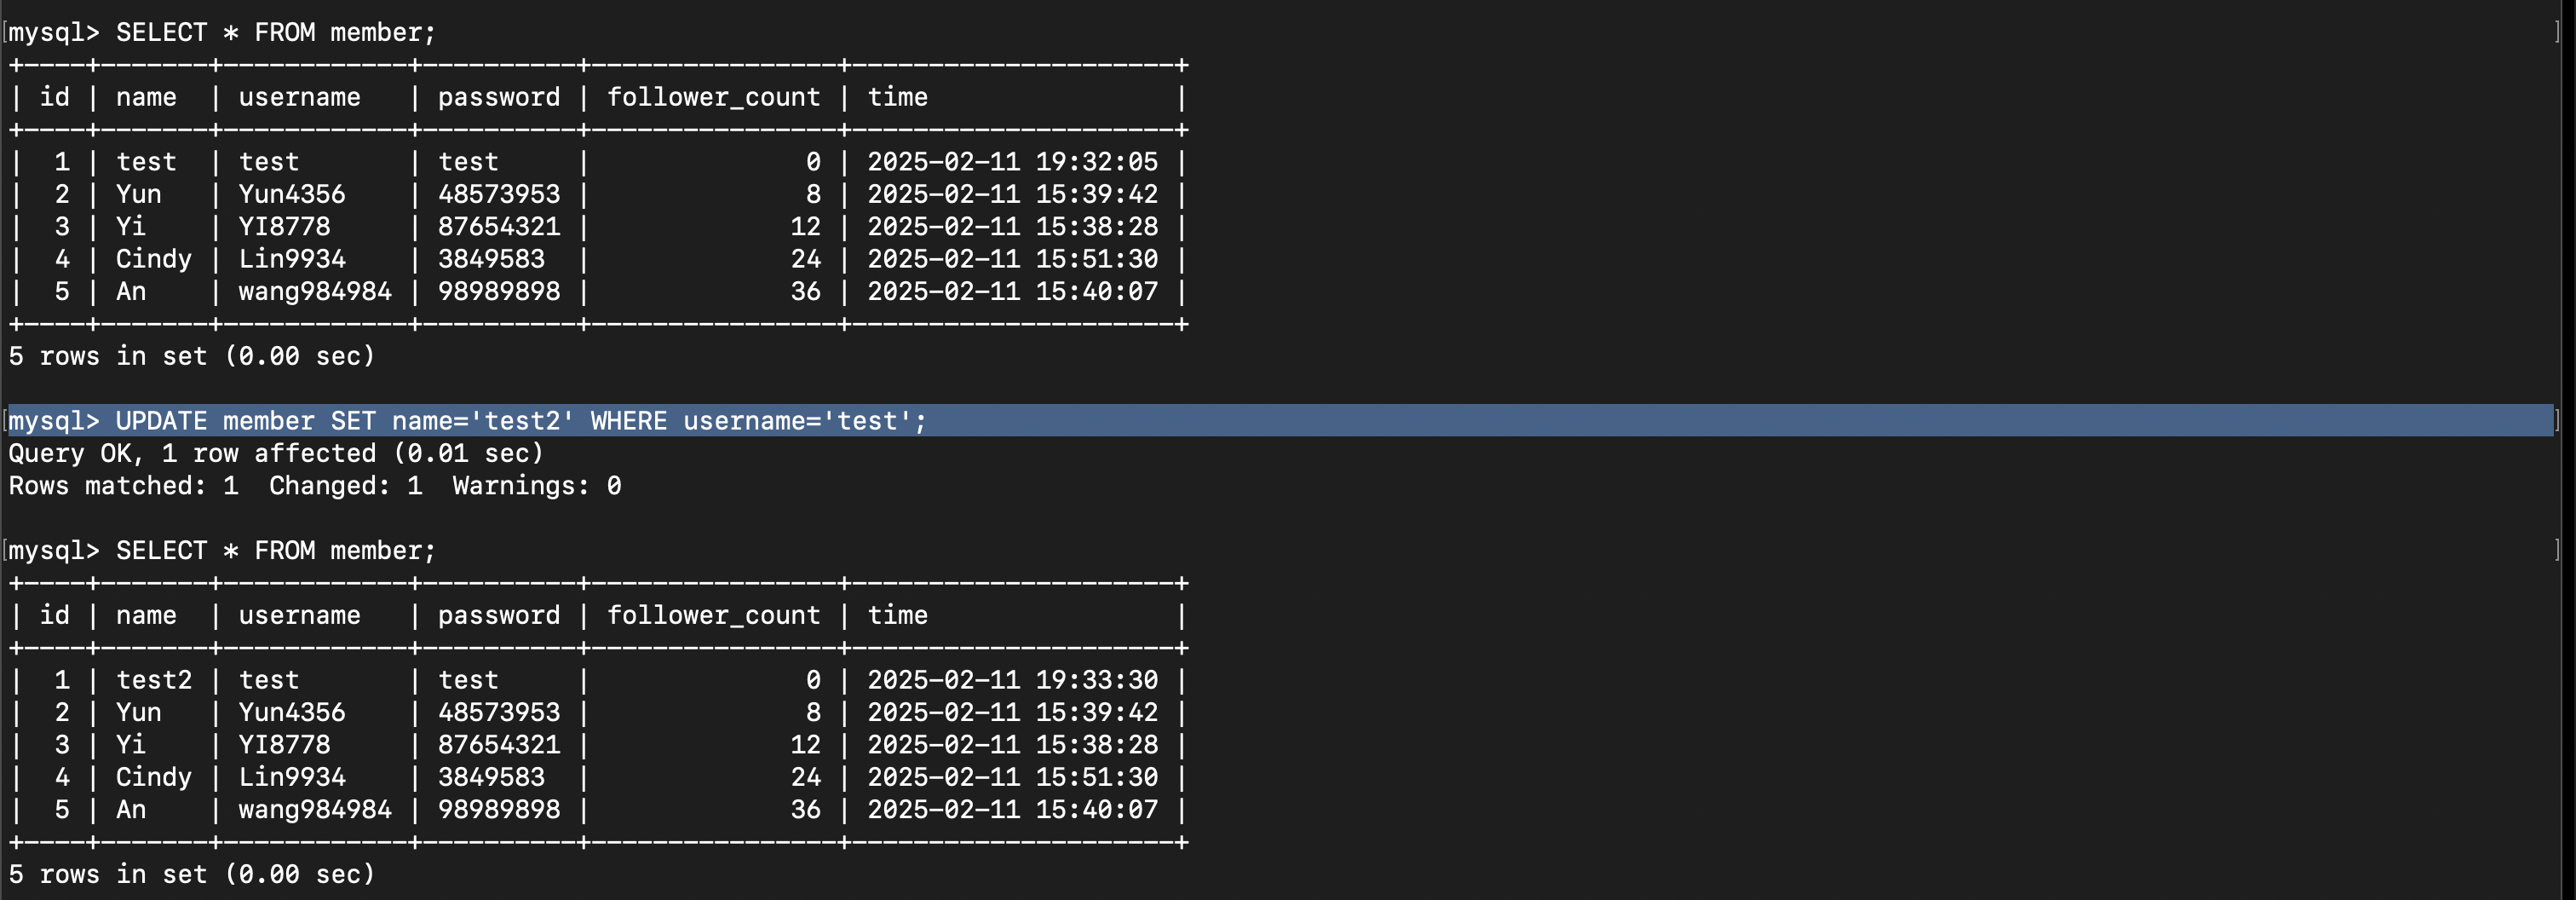 mysql> SELECT * FROM member;
+----+-------+------------+----------+----------------+---------------------+
| id | name  | username   | password | follower_count | time                |
+----+-------+------------+----------+----------------+---------------------+
|  1 | test  | test       | test     |              0 | 2025-02-11 19:32:05 |
|  2 | Yun   | Yun4356    | 48573953 |              8 | 2025-02-11 15:39:42 |
|  3 | Yi    | YI8778     | 87654321 |             12 | 2025-02-11 15:38:28 |
|  4 | Cindy | Lin9934    | 3849583  |             24 | 2025-02-11 15:51:30 |
|  5 | An    | wang984984 | 98989898 |             36 | 2025-02-11 15:40:07 |
+----+-------+------------+----------+----------------+---------------------+
5 rows in set (0.00 sec)
mysql> UPDATE member SET name='test2' WHERE username='test';
Query OK, 1 row affected (0.01 sec)
Rows matched: 1  Changed: 1  Warnings: 0
mysql> SELECT * FROM member;
+----+-------+------------+----------+----------------+---------------------+
| id | name  | username   | password | follower_count | time                |
+----+-------+------------+----------+----------------+---------------------+
|  1 | test2 | test       | test     |              0 | 2025-02-11 19:33:30 |
|  2 | Yun   | Yun4356    | 48573953 |              8 | 2025-02-11 15:39:42 |
|  3 | Yi    | YI8778     | 87654321 |             12 | 2025-02-11 15:38:28 |
|  4 | Cindy | Lin9934    | 3849583  |             24 | 2025-02-11 15:51:30 |
|  5 | An    | wang984984 | 98989898 |             36 | 2025-02-11 15:40:07 |
+----+-------+------------+----------+----------------+---------------------+
5 rows in set (0.00 sec)